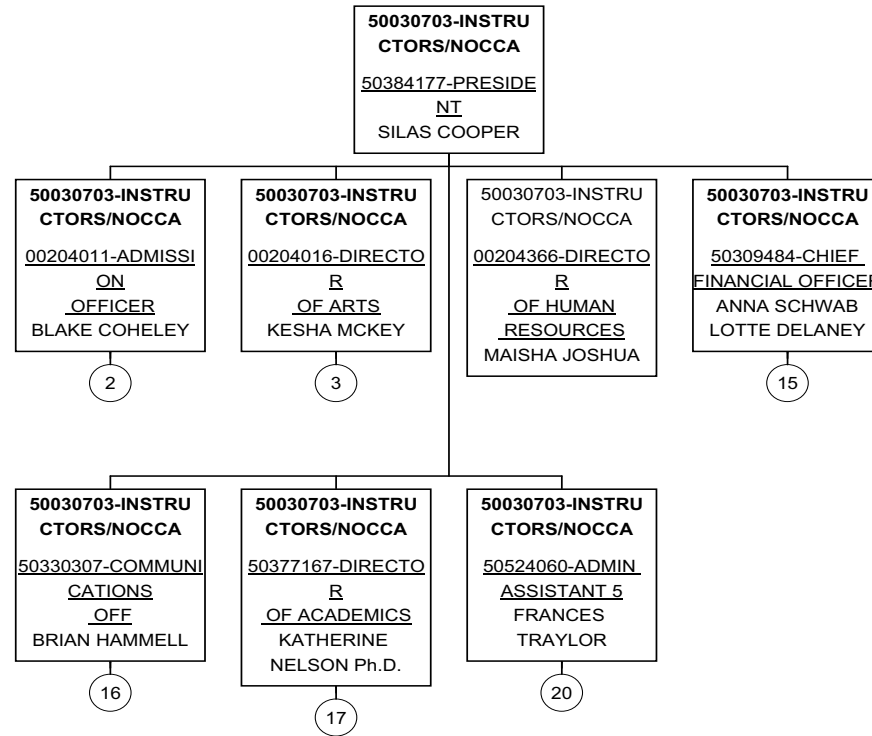 50030703-INSTRU
CTORS/NOCCA
50384177-PRESIDE
NT
SILAS COOPER
50030703-INSTRU
CTORS/NOCCA
00204011-ADMISSI
ON
OFFICER
BLAKE COHELEY
2
50030703-INSTRU
CTORS/NOCCA
00204016-DIRECTO
R
OF ARTS
KESHA MCKEY
3
50030703-INSTRU
CTORS/NOCCA
00204366-DIRECTO
R
OF HUMAN
RESOURCES
MAISHA JOSHUA
50030703-INSTRU
CTORS/NOCCA
50309484-CHIEF
FINANCIAL OFFICER
ANNA SCHWAB
LOTTE DELANEY
15
50030703-INSTRU
CTORS/NOCCA
50330307-COMMUNI
CATIONS
OFF
BRIAN HAMMELL
16
50030703-INSTRU
CTORS/NOCCA
50377167-DIRECTO
R
OF ACADEMICS
KATHERINE
NELSON Ph.D.
17
50030703-INSTRU
CTORS/NOCCA
50524060-ADMIN
ASSISTANT 5
FRANCES
TRAYLOR
20